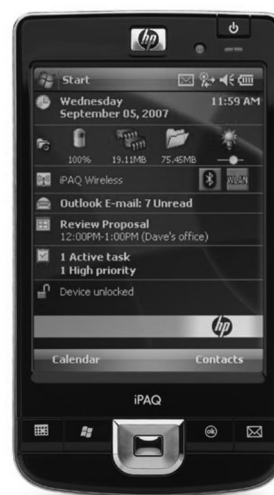 hp
Start
Wednesday 11:59 AM
September 05, 2007
100% 19.11MB 75.45MB
iPAQ Wireless WLAN
Outlook E-mail: 7 Unread
Review Proposal
12:00PM-1:00PM (Dave's office)
1 Active task
1 High priority
Device unlocked
hp
Calendar Contacts
iPAQ
ok